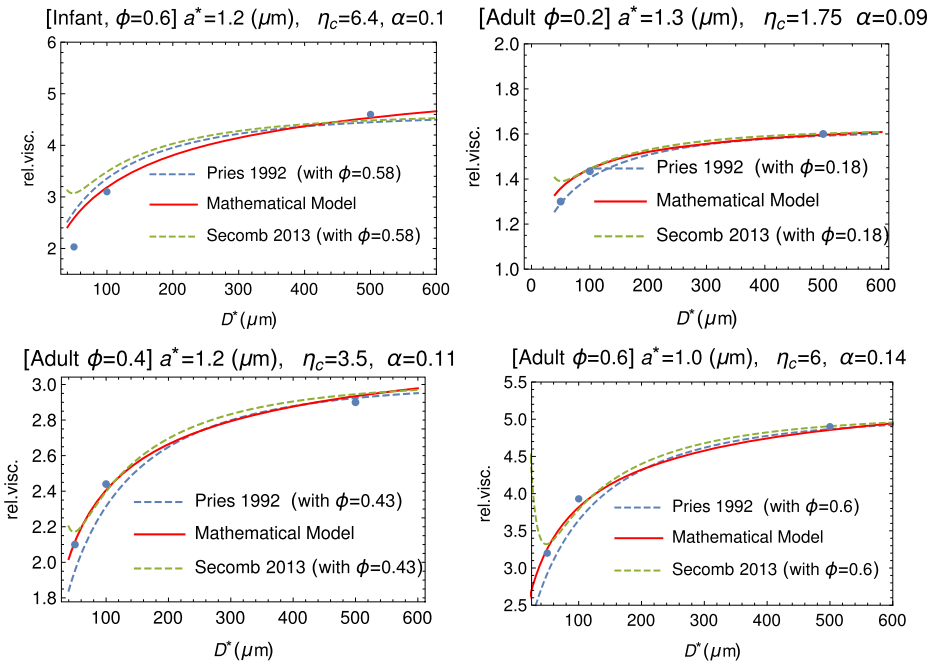 [Infant, ϕ=0.6] a*=1.2 (μm), ηc=6.4, α=0.1
6
5
4
3
2
rel.visc.
Pries 1992 (with ϕ=0.58)
Mathematical Model
Secomb 2013 (with ϕ=0.58)
100 200 300 400 500 600
D*(μm)
[Adult ϕ=0.2] a*=1.3 (μm), ηc=1.75 α=0.09
2.0
1.8
1.6
1.4
1.2
1.0
rel.visc.
Pries 1992 (with ϕ=0.18)
Mathematical Model
Secomb 2013 (with ϕ=0.18)
0 100 200 300 400 500 600
D*(μm)
[Adult ϕ=0.4] a*=1.2 (μm), ηc=3.5, α=0.11
3.0
2.8
2.6
2.4
2.2
2.0
1.8
rel.visc.
Pries 1992 (with ϕ=0.43)
Mathematical Model
Secomb 2013 (with ϕ=0.43)
100 200 300 400 500 600
D*(μm)
[Adult ϕ=0.6] a*=1.0 (μm), ηc=6, α=0.14
5.5
5.0
4.5
4.0
3.5
3.0
2.5
rel.visc.
Pries 1992 (with ϕ=0.6)
Mathematical Model
Secomb 2013 (with ϕ=0.6)
100 200 300 400 500 600
D*(μm)